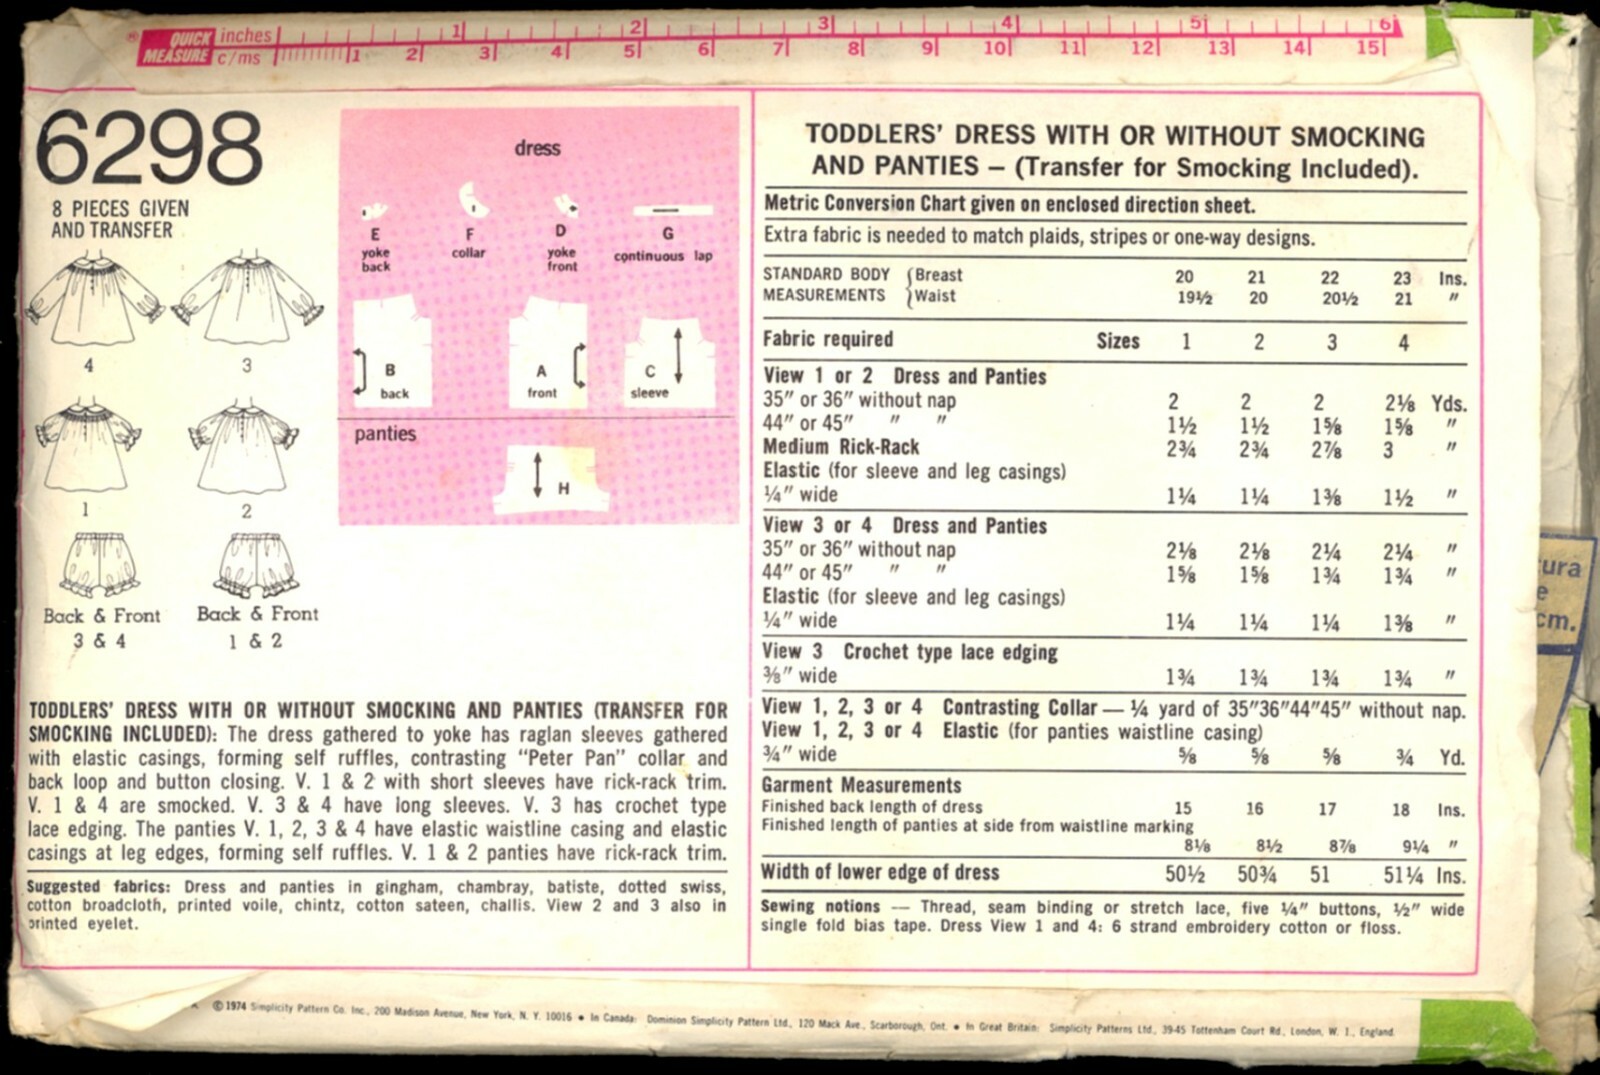 ® QUICK MEASURE inches 1 2 3 4 5 6
c/ms 1 2 3 4 5 6 7 8 9 10 11 12 13 14 15
6298
8 PIECES GIVEN
AND TRANSFER
4 3
1 2
Back & Front Back & Front
3 & 4 1 & 2
dress
E F D G
yoke back collar yoke front continuous lap
B A C
back front sleeve
panties
H
TODDLERS' DRESS WITH OR WITHOUT SMOCKING AND PANTIES (TRANSFER FOR
SMOCKING INCLUDED): The dress gathered to yoke has raglan sleeves gathered
with elastic casings, forming self ruffles, contrasting “Peter Pan” collar and
back loop and button closing. V. 1 & 2 with short sleeves have rick-rack trim.
V. 1 & 4 are smocked. V. 3 & 4 have long sleeves. V. 3 has crochet type
lace edging. The panties V. 1, 2, 3 & 4 have elastic waistline casing and elastic
casings at leg edges, forming self ruffles. V. 1 & 2 panties have rick-rack trim.
Suggested fabrics: Dress and panties in gingham, chambray, batiste, dotted swiss,
cotton broadcloth, printed voile, chintz, cotton sateen, challis. View 2 and 3 also in
printed eyelet.
TODDLERS' DRESS WITH OR WITHOUT SMOCKING
AND PANTIES – (Transfer for Smocking Included).
Metric Conversion Chart given on enclosed direction sheet.
Extra fabric is needed to match plaids, stripes or one-way designs.
STANDARD BODY { Breast 20 21 22 23 Ins.
MEASUREMENTS { Waist 19½ 20 20½ 21 ″
Fabric required Sizes 1 2 3 4
View 1 or 2 Dress and Panties
35″ or 36″ without nap 2 2 2 2⅛ Yds.
44″ or 45″ ″ ″ 1½ 1½ 1⅝ 1⅝ ″
Medium Rick-Rack 2¾ 2¾ 2⅞ 3 ″
Elastic (for sleeve and leg casings)
¼″ wide 1¼ 1¼ 1⅜ 1½ ″
View 3 or 4 Dress and Panties
35″ or 36″ without nap 2⅛ 2⅛ 2¼ 2¼ ″
44″ or 45″ ″ ″ 1⅝ 1⅝ 1¾ 1¾ ″
Elastic (for sleeve and leg casings)
¼″ wide 1¼ 1¼ 1¼ 1⅜ ″
View 3 Crochet type lace edging
⅜″ wide 1¾ 1¾ 1¾ 1¾ ″
View 1, 2, 3 or 4 Contrasting Collar — ¼ yard of 35″36″44″45″ without nap.
View 1, 2, 3 or 4 Elastic (for panties waistline casing)
¾″ wide ⅝ ⅝ ⅝ ¾ Yd.
Garment Measurements
Finished back length of dress 15 16 17 18 Ins.
Finished length of panties at side from waistline marking
8⅛ 8½ 8⅞ 9¼ ″
Width of lower edge of dress 50½ 50¾ 51 51¼ Ins.
Sewing notions — Thread, seam binding or stretch lace, five ¼″ buttons, ½″ wide
single fold bias tape. Dress View 1 and 4: 6 strand embroidery cotton or floss.
© 1974 Simplicity Pattern Co. Inc., 200 Madison Avenue, New York, N. Y. 10016 ● In Canada: Dominion Simplicity Pattern Ltd., 120 Mack Ave., Scarborough, Ont. ● In Great Britain: Simplicity Patterns Ltd., 39-45 Tottenham Court Rd., London, W. 1., England.
cm.